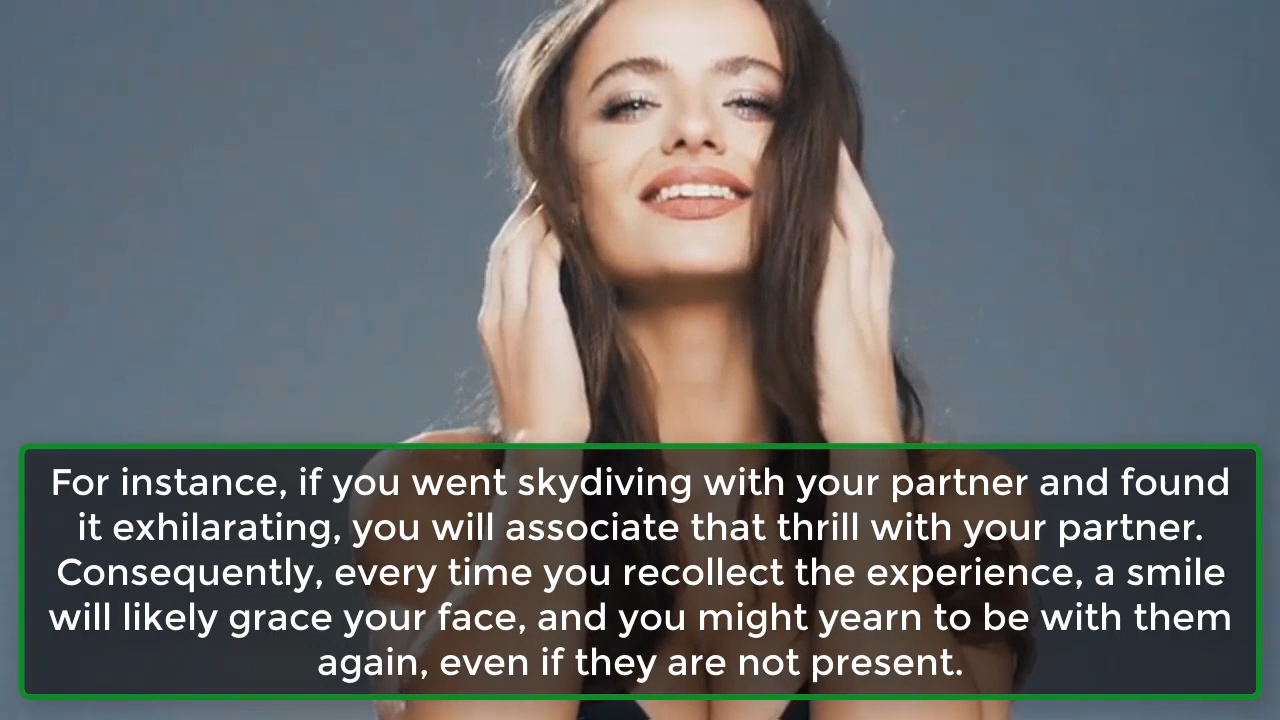 For instance, if you went skydiving with your partner and found
it exhilarating, you will associate that thrill with your partner.
Consequently, every time you recollect the experience, a smile
will likely grace your face, and you might yearn to be with them
again, even if they are not present.